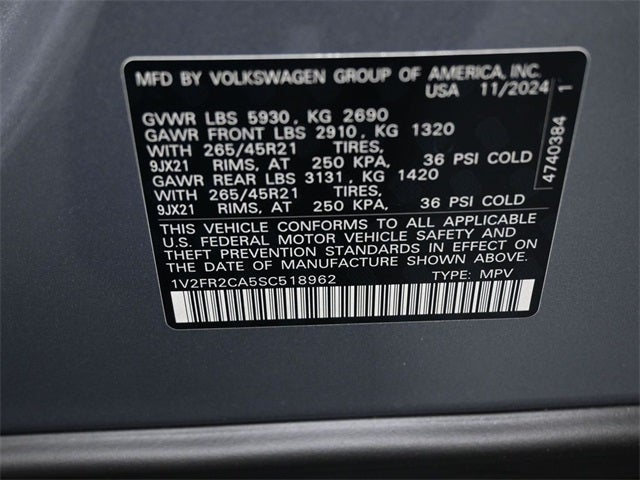 MFD BY VOLKSWAGEN GROUP OF AMERICA, INC.
USA 11/2024
GVWR LBS 5930, KG 2690
GAWR FRONT LBS 2910, KG 1320
WITH 265/45R21 TIRES,
9JX21 RIMS, AT 250 KPA, 36 PSI COLD
GAWR REAR LBS 3131, KG 1420
WITH 265/45R21 TIRES,
9JX21 RIMS, AT 250 KPA, 36 PSI COLD
THIS VEHICLE CONFORMS TO ALL APPLICABLE
U.S. FEDERAL MOTOR VEHICLE SAFETY AND
THEFT PREVENTION STANDARDS IN EFFECT ON
THE DATE OF MANUFACTURE SHOWN ABOVE.
1V2FR2CA5SC518962 TYPE: MPV
4740384 1